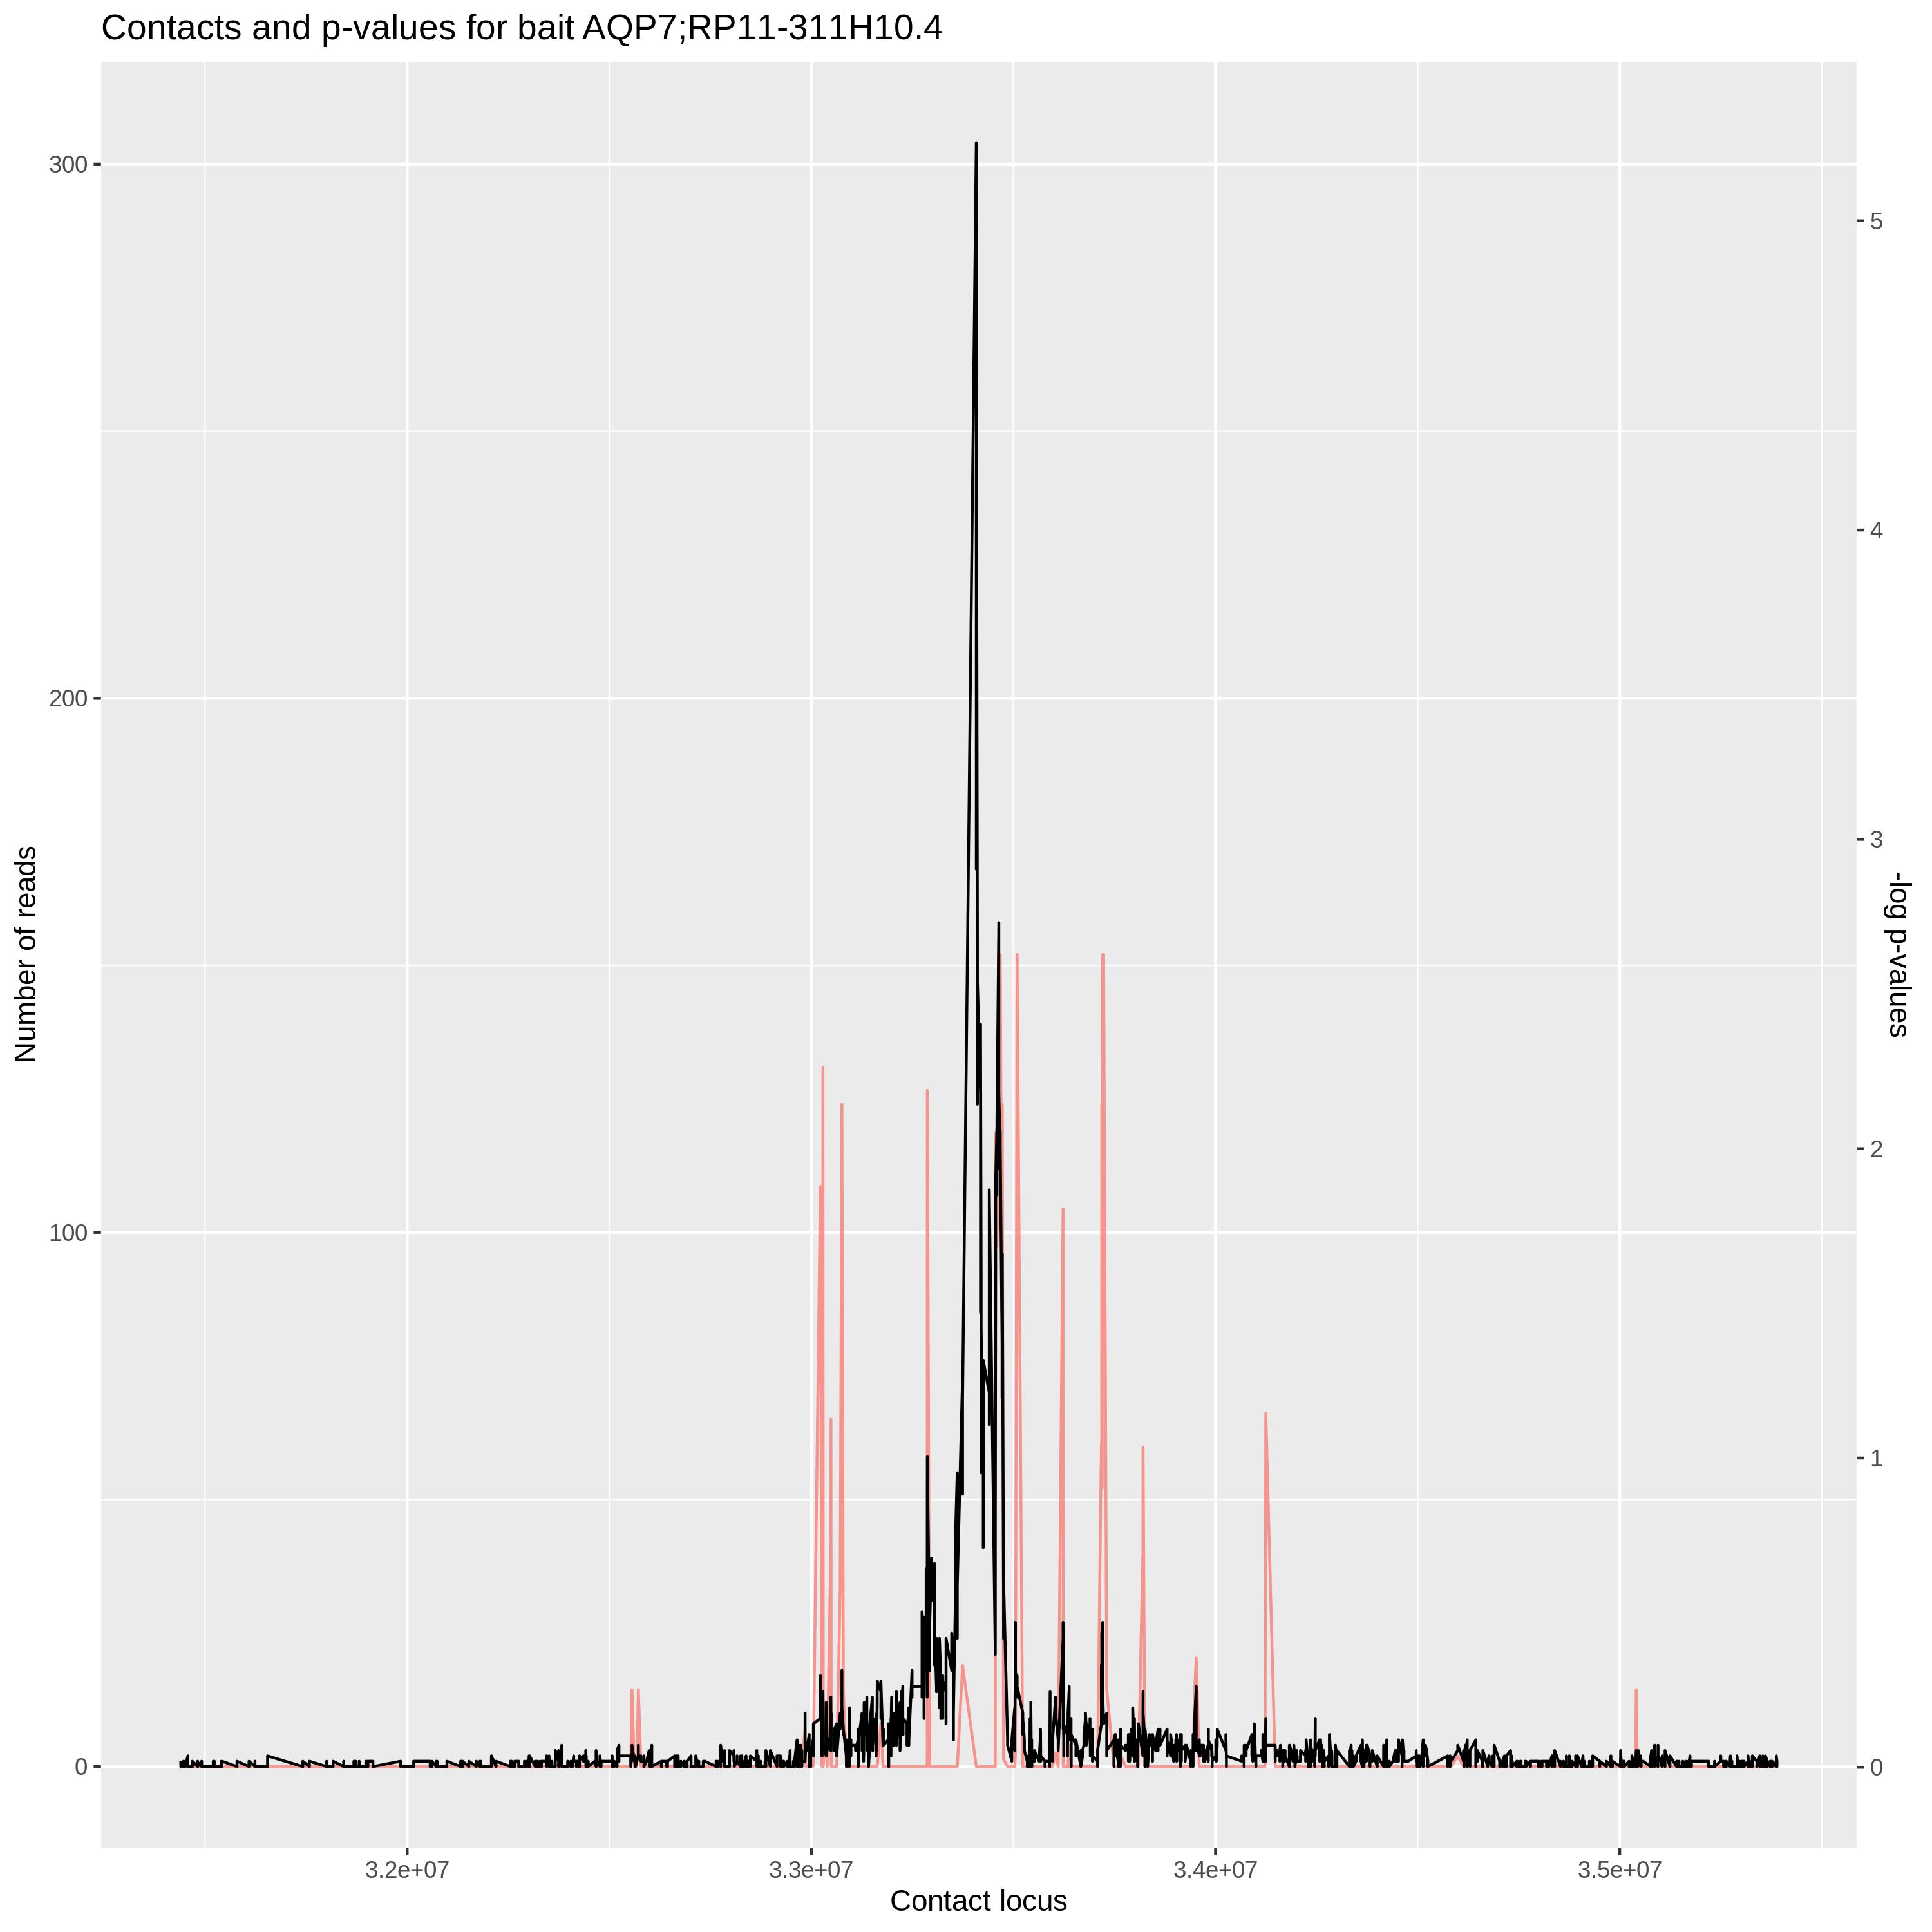 Contacts and p-values for bait AQP7;RP11-311H10.4
300
200
100
0
Number of reads
5
4
3
2
1
0
-log p-values
3.2e+07
3.3e+07
3.4e+07
3.5e+07
Contact locus